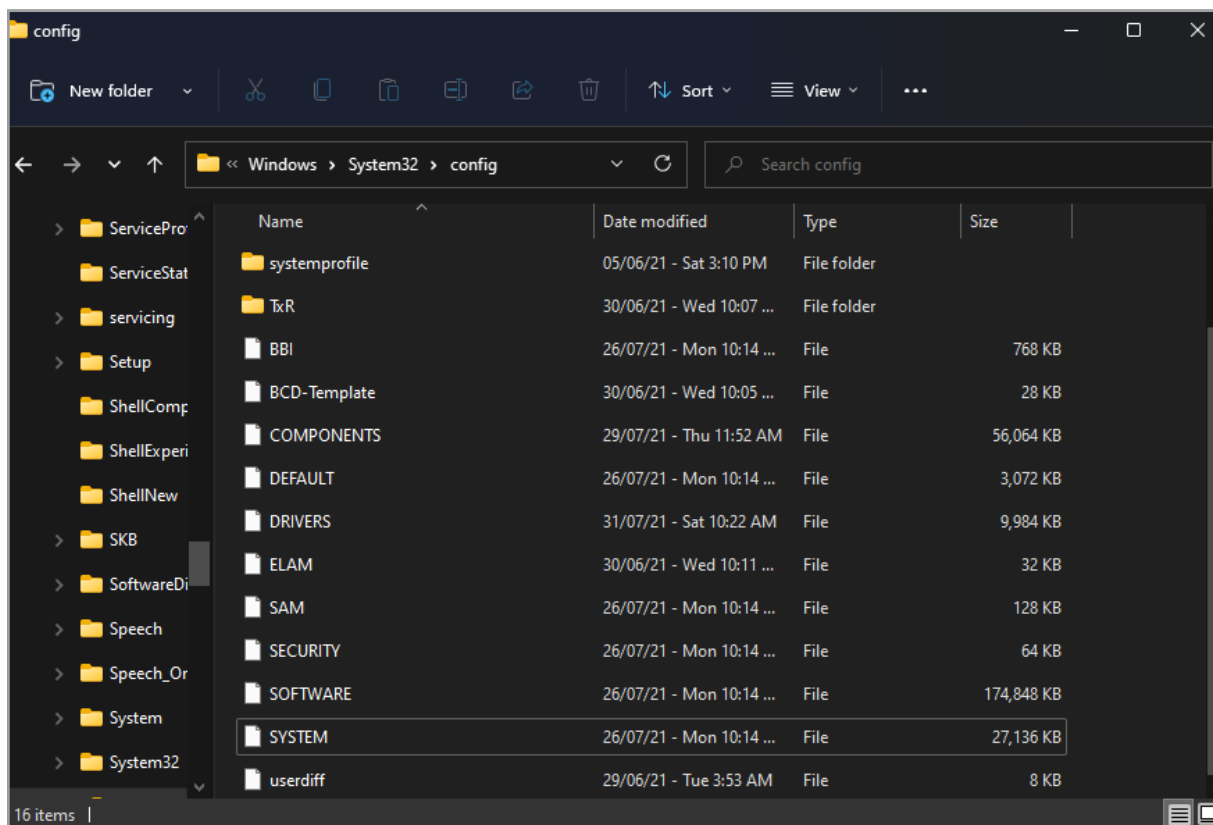 config
New folder
Sort
View
« Windows > System32 > config
Search config
ServicePro
ServiceStat
servicing
Setup
ShellComp
ShellExperi
ShellNew
SKB
SoftwareDi
Speech
Speech_Or
System
System32
Name Date modified Type Size
systemprofile 05/06/21 - Sat 3:10 PM File folder
TxR 30/06/21 - Wed 10:07 ... File folder
BBI 26/07/21 - Mon 10:14 ... File 768 KB
BCD-Template 30/06/21 - Wed 10:05 ... File 28 KB
COMPONENTS 29/07/21 - Thu 11:52 AM File 56,064 KB
DEFAULT 26/07/21 - Mon 10:14 ... File 3,072 KB
DRIVERS 31/07/21 - Sat 10:22 AM File 9,984 KB
ELAM 30/06/21 - Wed 10:11 ... File 32 KB
SAM 26/07/21 - Mon 10:14 ... File 128 KB
SECURITY 26/07/21 - Mon 10:14 ... File 64 KB
SOFTWARE 26/07/21 - Mon 10:14 ... File 174,848 KB
SYSTEM 26/07/21 - Mon 10:14 ... File 27,136 KB
userdiff 29/06/21 - Tue 3:53 AM File 8 KB
16 items